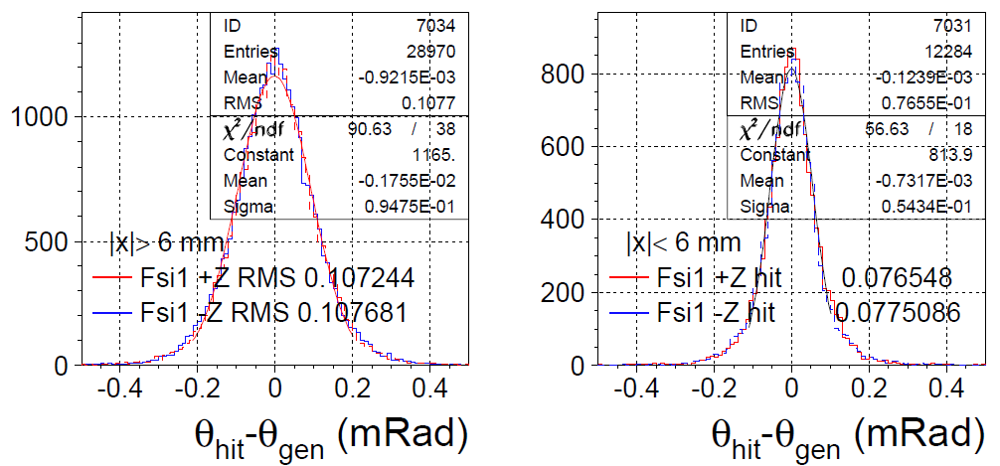 ID 7034
Entries 28970
Mean -0.9215E-03
RMS 0.1077
χ²/ndf 90.63 / 38
Constant 1165.
Mean -0.1755E-02
Sigma 0.9475E-01
|x|> 6 mm
Fsi1 +Z RMS 0.107244
Fsi1 -Z RMS 0.107681
1000
500
0
-0.4 -0.2 0 0.2 0.4
θhit-θgen (mRad)
ID 7031
Entries 12284
Mean -0.1239E-03
RMS 0.7655E-01
χ²/ndf 56.63 / 18
Constant 813.9
Mean -0.7317E-03
Sigma 0.5434E-01
|x|< 6 mm
Fsi1 +Z hit 0.076548
Fsi1 -Z hit 0.0775086
800
600
400
200
0
-0.4 -0.2 0 0.2 0.4
θhit-θgen (mRad)